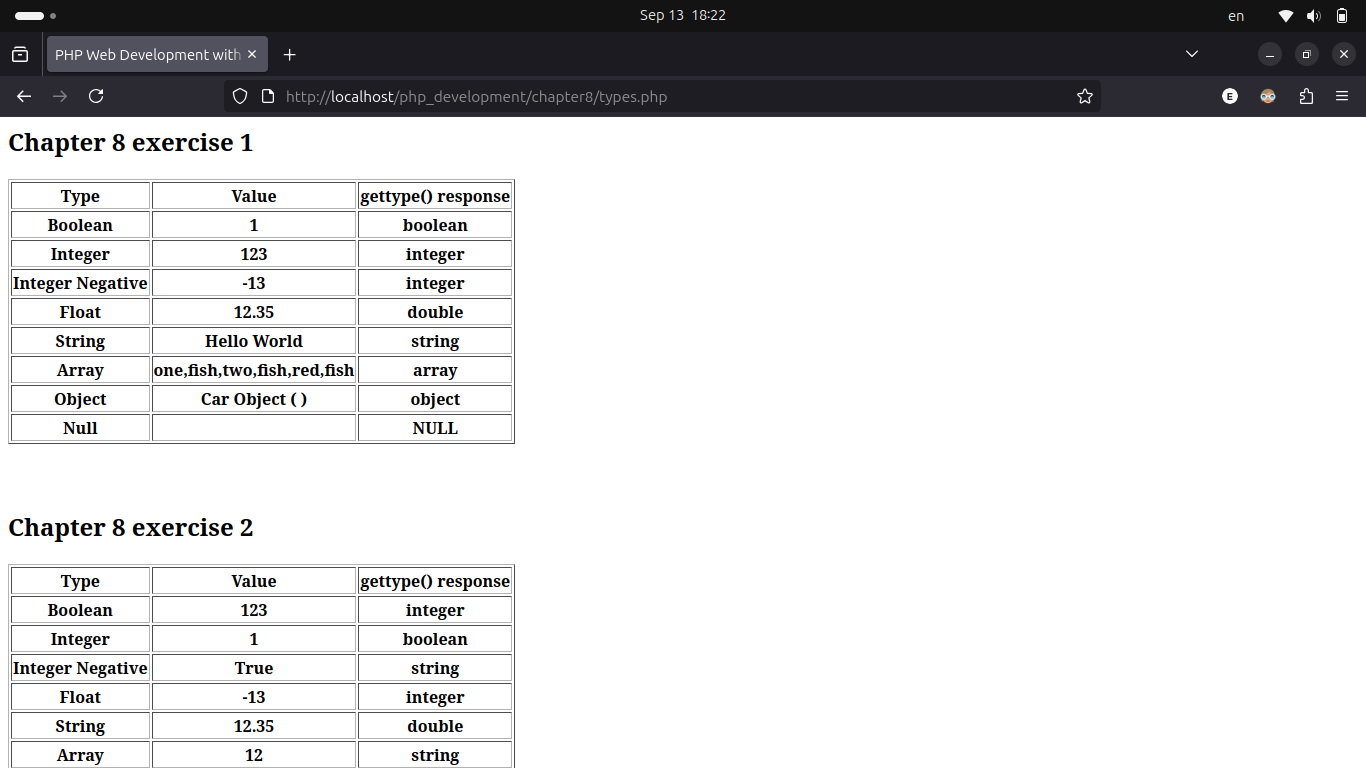 Sep 13 18:22
en
PHP Web Development with
http://localhost/php_development/chapter8/types.php
E
Chapter 8 exercise 1
Type Value gettype() response
Boolean 1 boolean
Integer 123 integer
Integer Negative -13 integer
Float 12.35 double
String Hello World string
Array one,fish,two,fish,red,fish array
Object Car Object ( ) object
Null NULL
Chapter 8 exercise 2
Type Value gettype() response
Boolean 123 integer
Integer 1 boolean
Integer Negative True string
Float -13 integer
String 12.35 double
Array 12 string